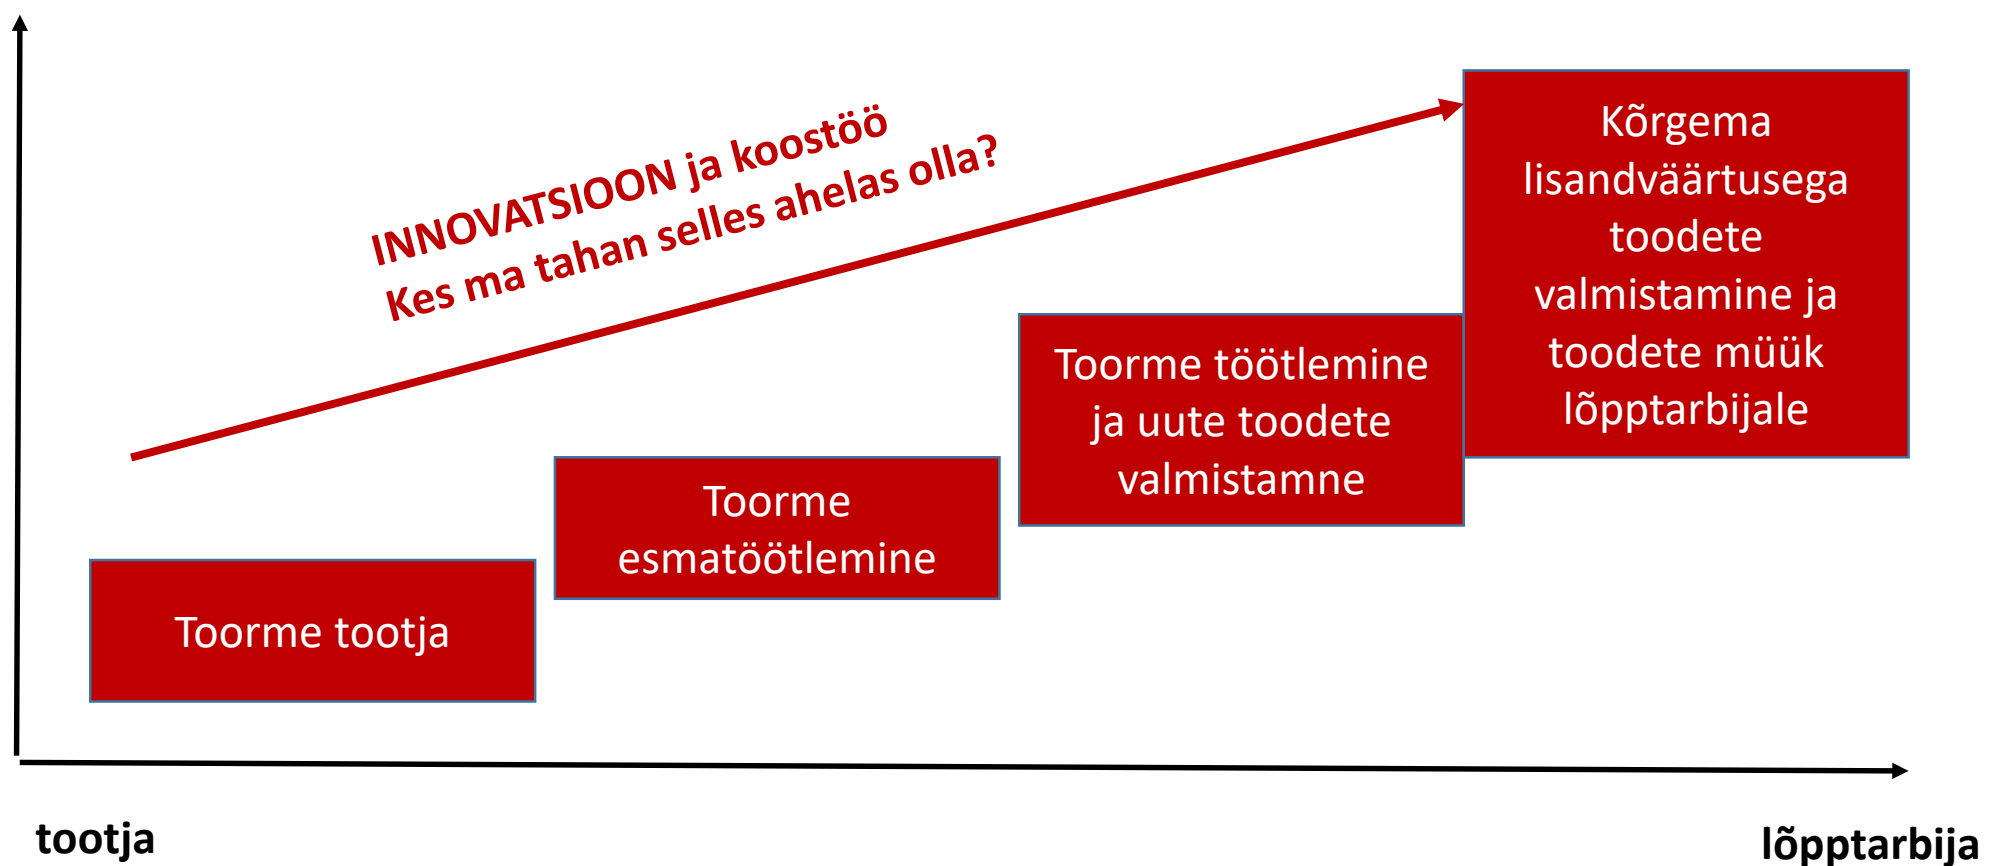 INNOVATSIOON ja koostöö
Kes ma tahan selles ahelas olla?
Toorme tootja
Toorme
esmatöötlemine
Toorme töötlemine
ja uute toodete
valmistamne
Kõrgema
lisandväärtusega
toodete
valmistamine ja
toodete müük
lõpptarbijale
tootja
lõpptarbija